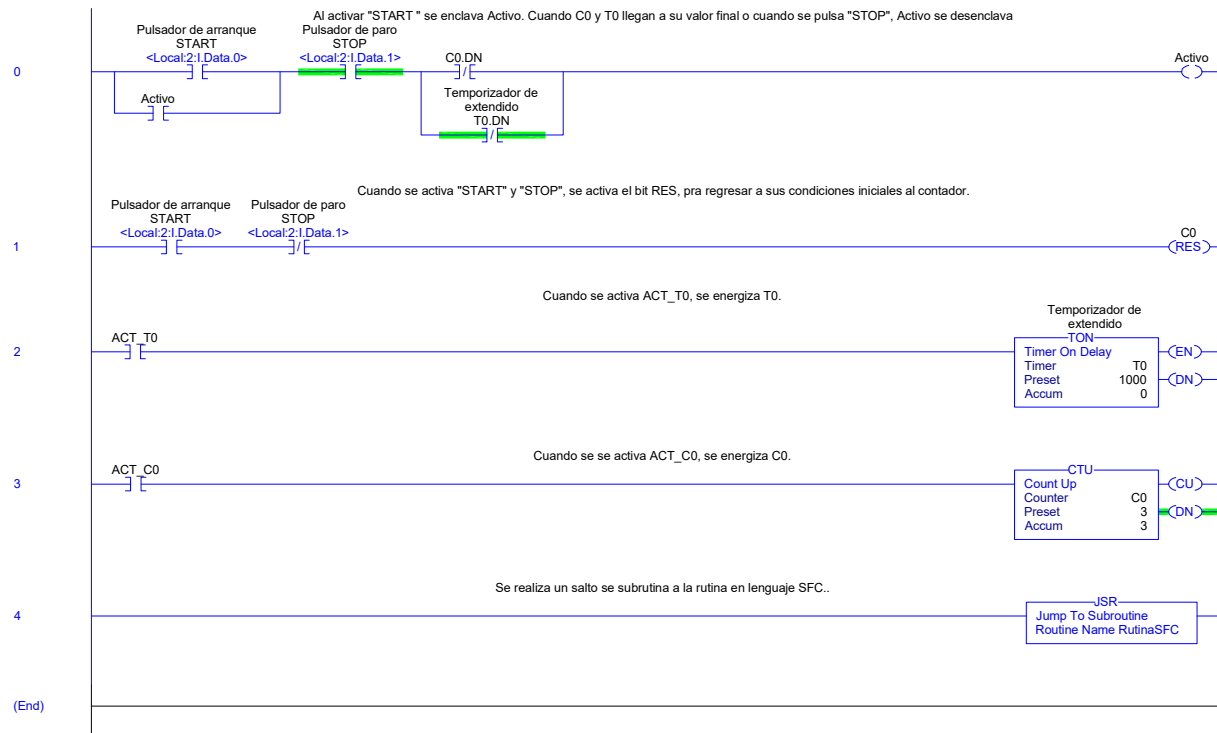 Al activar "START " se enclava Activo. Cuando C0 y T0 llegan a su valor final o cuando se pulsa "STOP", Activo se desenclava
Pulsador de arranque
START
<Local:2:I.Data.0>
Pulsador de paro
STOP
<Local:2:I.Data.1>
C0.DN
Activo
0
Activo
Temporizador de
extendido
T0.DN
Cuando se activa "START" y "STOP", se activa el bit RES, pra regresar a sus condiciones iniciales al contador.
Pulsador de arranque
START
<Local:2:I.Data.0>
Pulsador de paro
STOP
<Local:2:I.Data.1>
C0
1
RES
Cuando se activa ACT_T0, se energiza T0.
Temporizador de
extendido
ACT_T0
2
TON
Timer On Delay
Timer T0
Preset 1000
Accum 0
EN
DN
Cuando se se activa ACT_C0, se energiza C0.
ACT_C0
3
CTU
Count Up
Counter C0
Preset 3
Accum 3
CU
DN
Se realiza un salto se subrutina a la rutina en lenguaje SFC..
4
JSR
Jump To Subroutine
Routine Name RutinaSFC
(End)